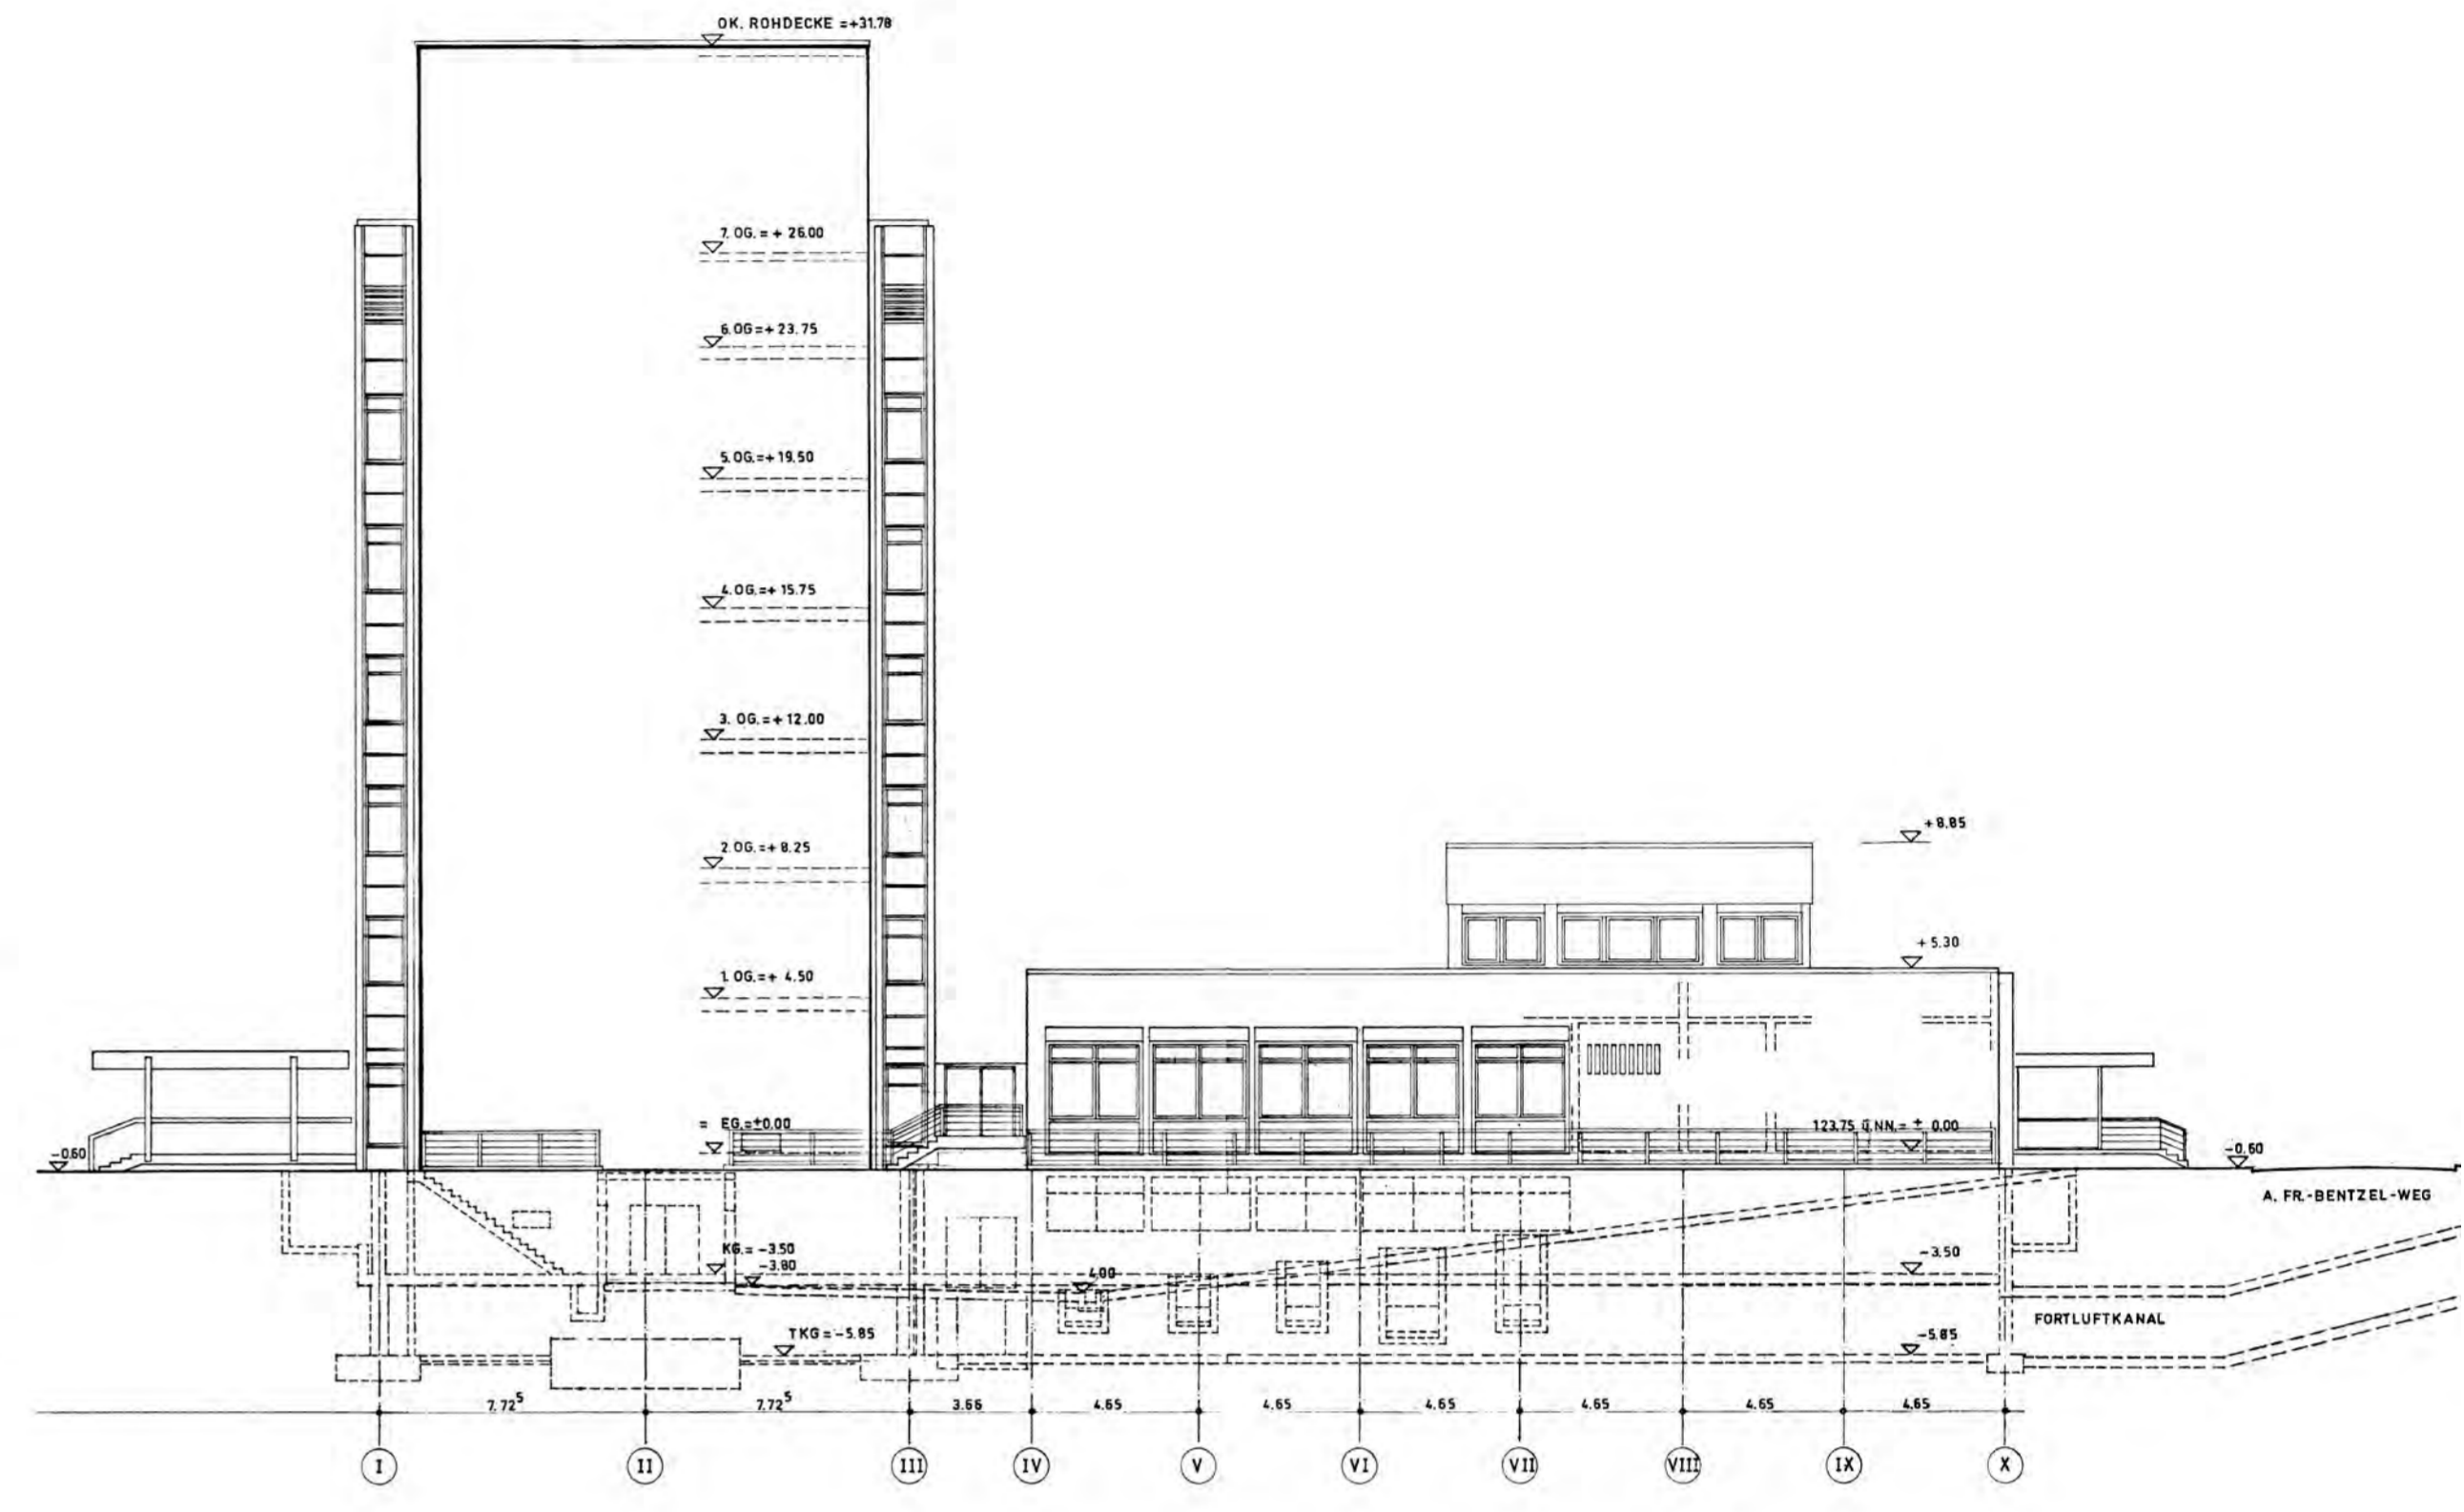 OK. ROHDECKE =+31.78
7. OG. = + 26.00
6. OG=+ 23.75
5. OG.=+ 19.50
4. OG.=+ 15.75
3. OG.=+ 12.00
2. OG.=+ 8.25
+ 8.85
+ 5.30
1. OG.=+ 4.50
= EG.=±0.00
123.75 ü.NN.= ± 0.00
-0.60
-0.60
A. FR.-BENTZEL-WEG
KG.= -3.50
-3.80
4.00
-3.50
FORTLUFTKANAL
TKG= -5.85
-5.85
7.72⁵ 7.72⁵ 3.66 4.65 4.65 4.65 4.65 4.65 4.65
I II III IV V VI VII VIII IX X